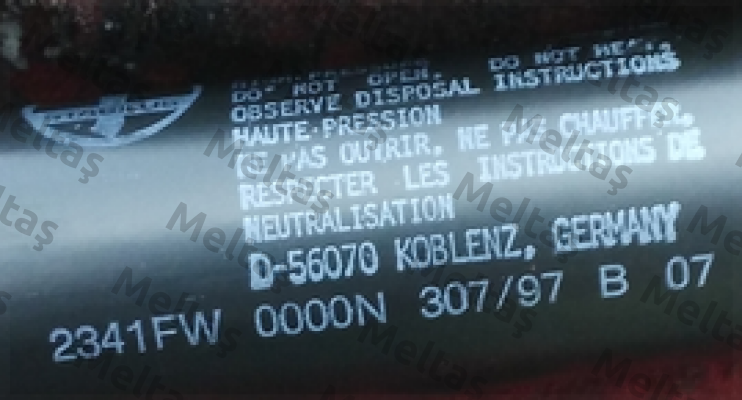 DO NOT OPEN. DO NOT HEAT.
OBSERVE DISPOSAL INSTRUCTIONS
HAUTE-PRESSION
NE PAS OUVRIR, NE PAS CHAUFFER,
RESPECTER LES INSTRUCTIONS DE
NEUTRALISATION
D-56070 KOBLENZ, GERMANY
2341FW 0000N 307/97 B 07
Meltaş